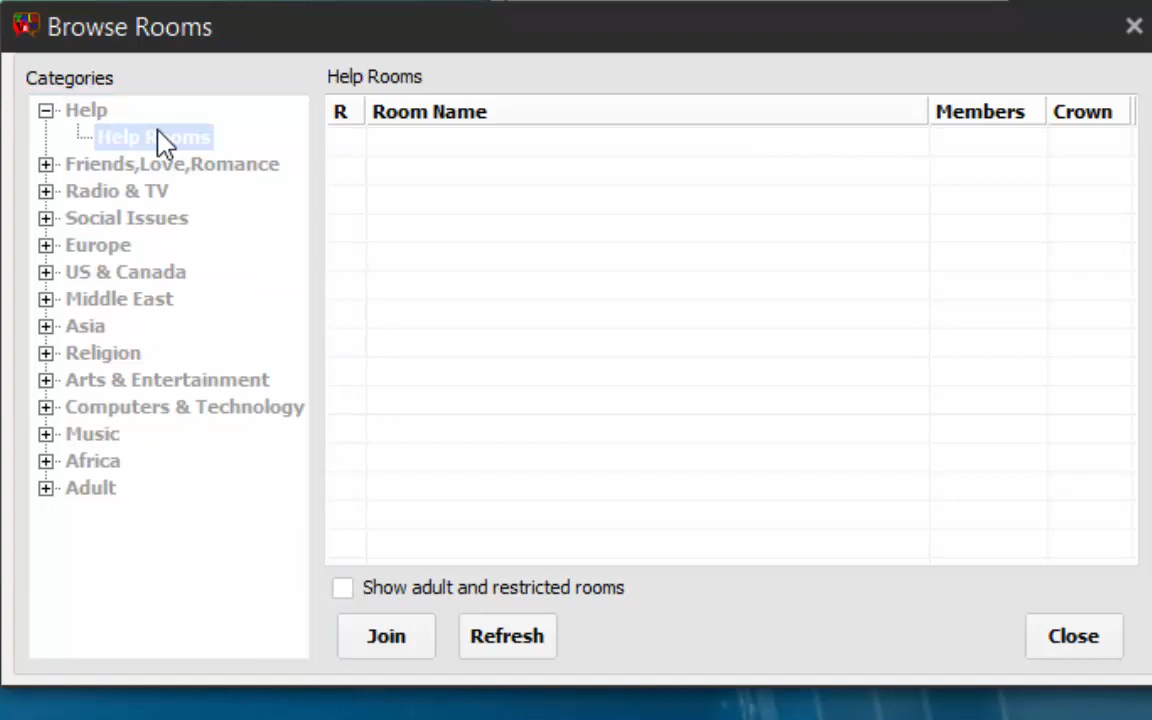 Browse Rooms
Categories
Help Rooms
Help
Help Rooms
Friends,Love,Romance
Radio & TV
Social Issues
Europe
US & Canada
Middle East
Asia
Religion
Arts & Entertainment
Computers & Technology
Music
Africa
Adult
R Room Name Members Crown
Show adult and restricted rooms
Join Refresh Close